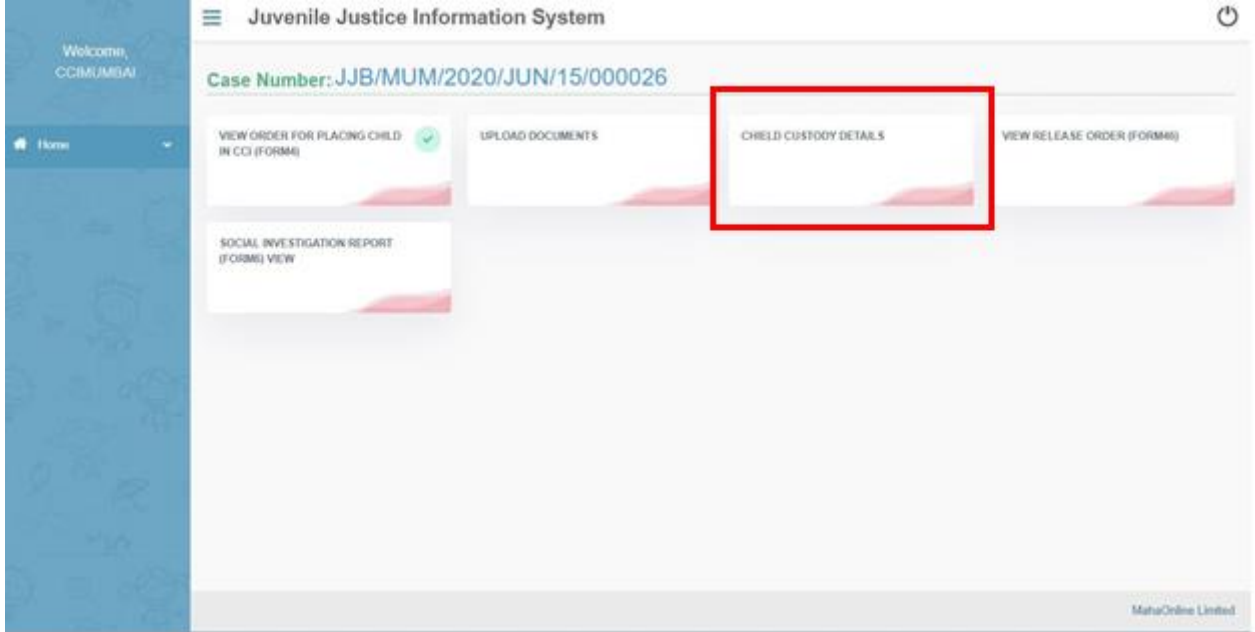 Juvenile Justice Information System
Welcome,
CCIMUMBAI
Case Number: JJB/MUM/2020/JUN/15/000026
Home
VIEW ORDER FOR PLACING CHILD
IN CCI (FORM4)
UPLOAD DOCUMENTS
CHIELD CUSTODY DETAILS
VIEW RELEASE ORDER (FORM46)
SOCIAL INVESTIGATION REPORT
(FORM6) VIEW
MahaOnline Limited